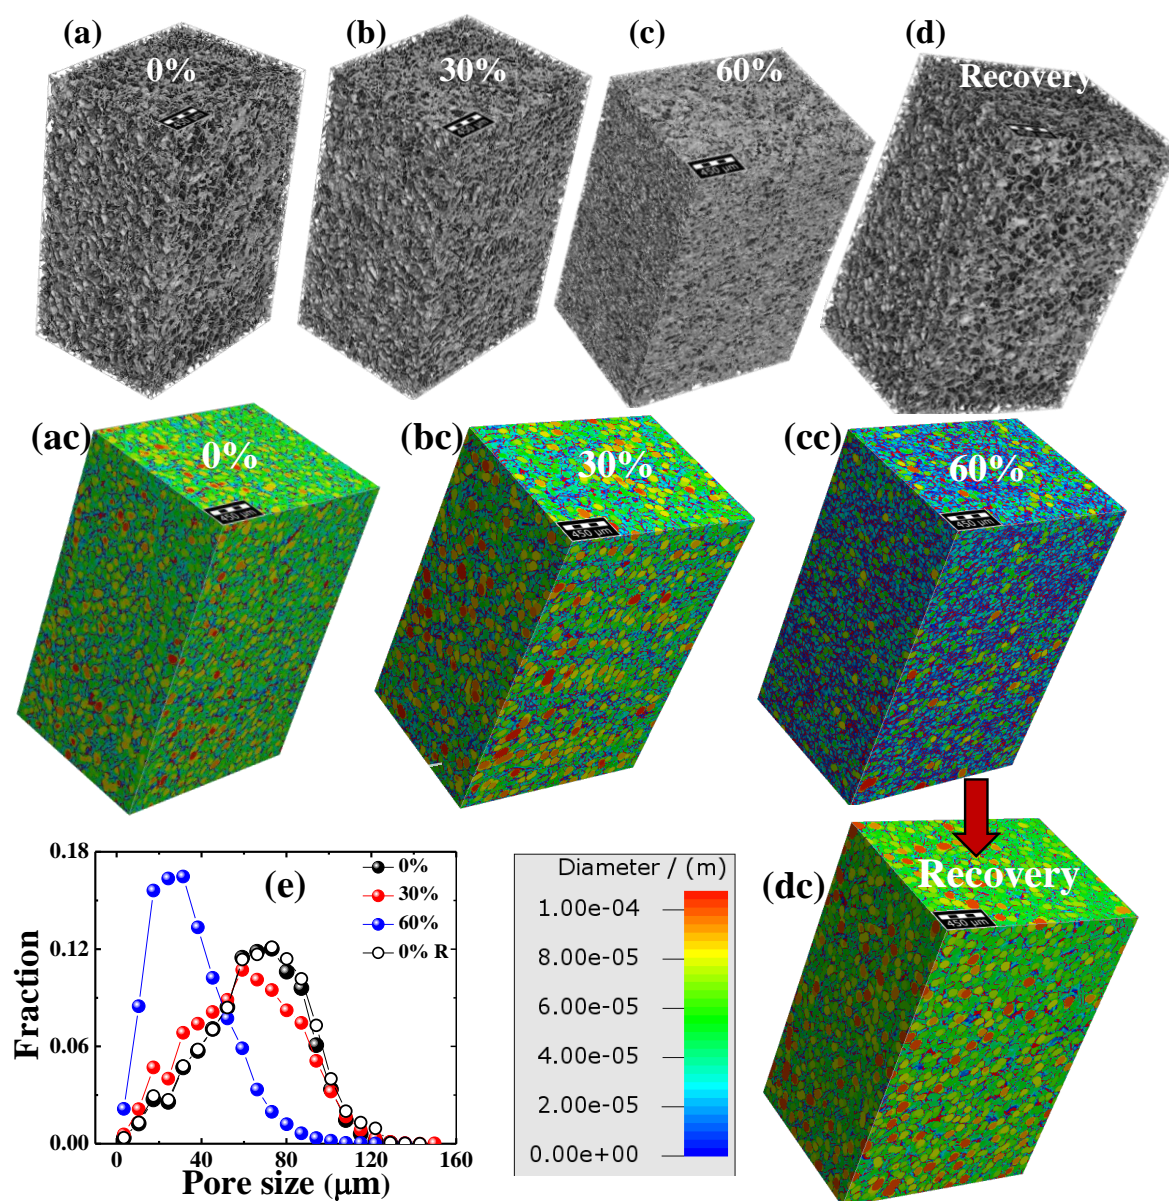 (a)
0%
(b)
30%
(c)
60%
450 µm
(d)
Recovery
(ac)
0%
450 µm
(bc)
30%
450 µm
(cc)
60%
450 µm
(dc)
Recovery
450 µm
(e)
0.18
0.12
0.06
0.00
Fraction
0
40
80
120
160
Pore size (µm)
0%
30%
60%
0% R
Diameter / (m)
1.00e-04
8.00e-05
6.00e-05
4.00e-05
2.00e-05
0.00e+00